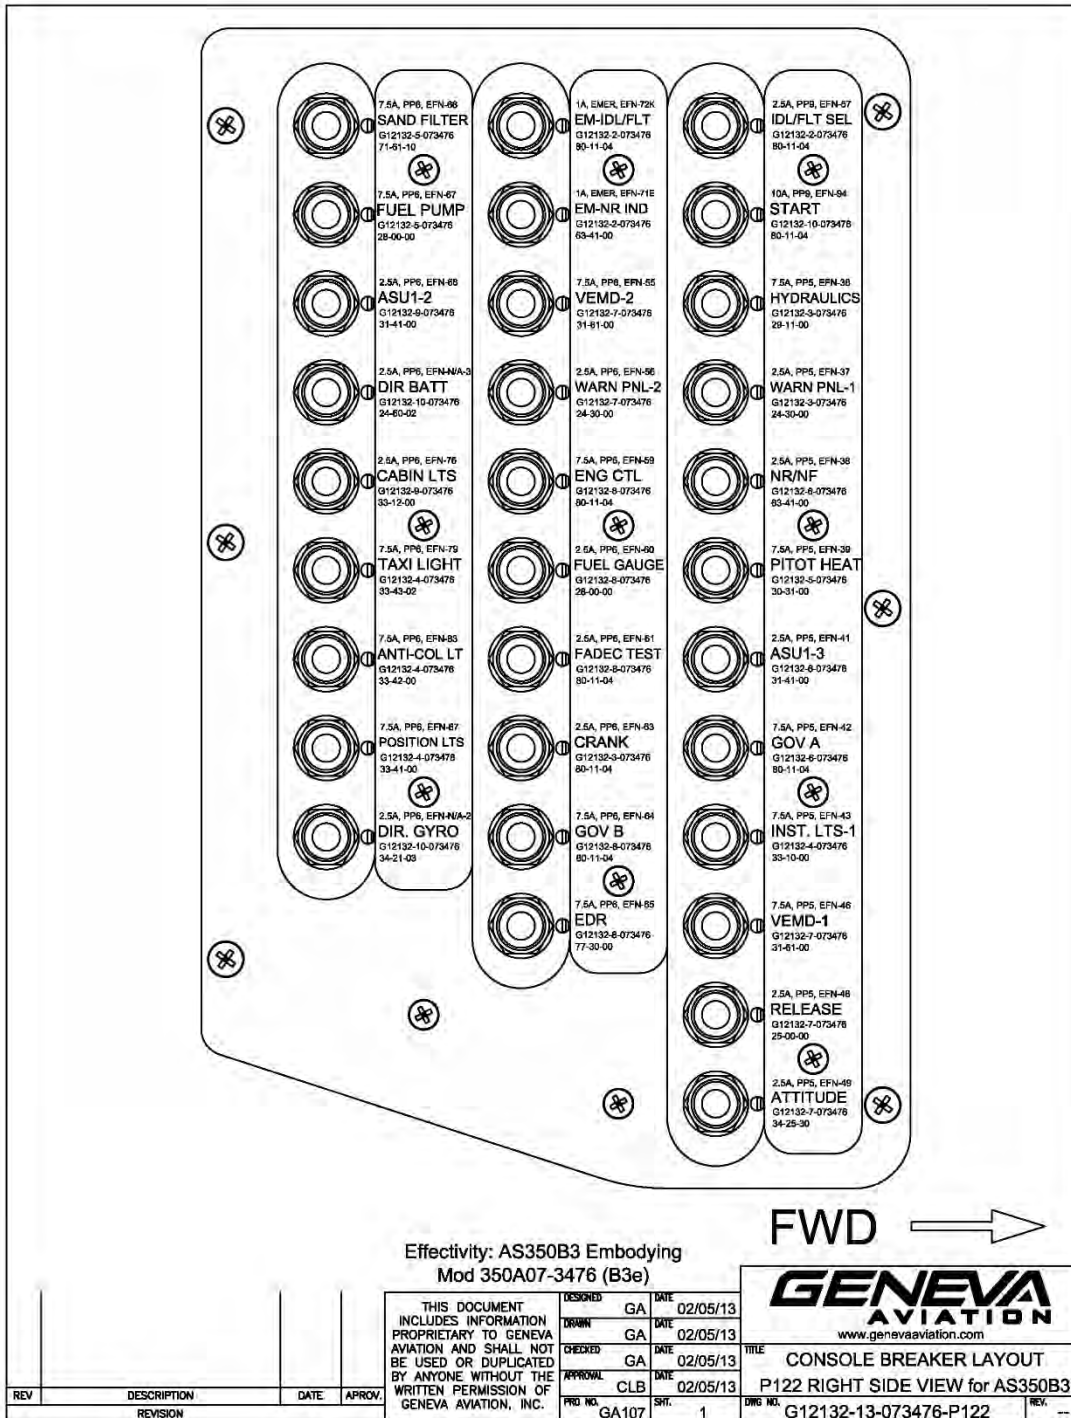 7.5A, PP6, EFN-66
SAND FILTER
G12132-5-073476
71-61-10
7.5A, PP6, EFN-67
FUEL PUMP
G12132-5-073476
28-00-00
2.5A, PP6, EFN-68
ASU1-2
G12132-9-073476
31-41-00
2.5A, PP6, EFN-N/A-3
DIR BATT
G12132-10-073476
24-60-02
2.5A, PP6, EFN-76
CABIN LTS
G12132-9-073476
33-12-00
7.5A, PP6, EFN-79
TAXI LIGHT
G12132-4-073476
33-43-02
7.5A, PP6, EFN-83
ANTI-COL LT
G12132-4-073476
33-42-00
7.5A, PP6, EFN-87
POSITION LTS
G12132-4-073476
33-41-00
2.5A, PP6, EFN-N/A-2
DIR. GYRO
G12132-10-073476
34-21-03
1A, EMER, EFN-72K
EM-IDL/FLT
G12132-2-073476
80-11-04
1A, EMER, EFN-71E
EM-NR IND
G12132-2-073476
63-41-00
7.5A, PP6, EFN-55
VEMD-2
G12132-7-073476
31-61-00
2.5A, PP6, EFN-56
WARN PNL-2
G12132-7-073476
24-30-00
7.5A, PP6, EFN-59
ENG CTL
G12132-8-073476
80-11-04
2.5A, PP6, EFN-60
FUEL GAUGE
G12132-8-073476
28-00-00
2.5A, PP6, EFN-61
FADEC TEST
G12132-8-073476
80-11-04
2.5A, PP6, EFN-63
CRANK
G12132-3-073476
80-11-04
7.5A, PP6, EFN-64
GOV B
G12132-8-073476
80-11-04
7.5A, PP6, EFN-65
EDR
G12132-8-073476
77-30-00
2.5A, PP9, EFN-57
IDL/FLT SEL
G12132-2-073476
80-11-04
10A, PP9, EFN-94
START
G12132-10-073476
80-11-04
7.5A, PP5, EFN-36
HYDRAULICS
G12132-3-073476
29-11-00
2.5A, PP5, EFN-37
WARN PNL-1
G12132-3-073476
24-30-00
2.5A, PP5, EFN-38
NR/NF
G12132-6-073476
63-41-00
7.5A, PP5, EFN-39
PITOT HEAT
G12132-5-073476
30-31-00
2.5A, PP5, EFN-41
ASU1-3
G12132-6-073476
31-41-00
7.5A, PP5, EFN-42
GOV A
G12132-6-073476
80-11-04
7.5A, PP5, EFN-43
INST. LTS-1
G12132-4-073476
33-10-00
7.5A, PP5, EFN-46
VEMD-1
G12132-7-073476
31-61-00
2.5A, PP5, EFN-48
RELEASE
G12132-7-073476
25-00-00
2.5A, PP5, EFN-49
ATTITUDE
G12132-7-073476
34-25-30
FWD
Effectivity: AS350B3 Embodying
Mod 350A07-3476 (B3e)
REV DESCRIPTION DATE APROV.
REVISION
THIS DOCUMENT
INCLUDES INFORMATION
PROPRIETARY TO GENEVA
AVIATION AND SHALL NOT
BE USED OR DUPLICATED
BY ANYONE WITHOUT THE
WRITTEN PERMISSION OF
GENEVA AVIATION, INC.
DESIGNED GA DATE 02/05/13
DRAWN GA DATE 02/05/13
CHECKED GA DATE 02/05/13
APPROVAL CLB DATE 02/05/13
PRO NO. GA107 SHT. 1
GENEVA
AVIATION
www.genevaaviation.com
TITLE
CONSOLE BREAKER LAYOUT
P122 RIGHT SIDE VIEW for AS350B3
DWG NO. G12132-13-073476-P122 REV. --